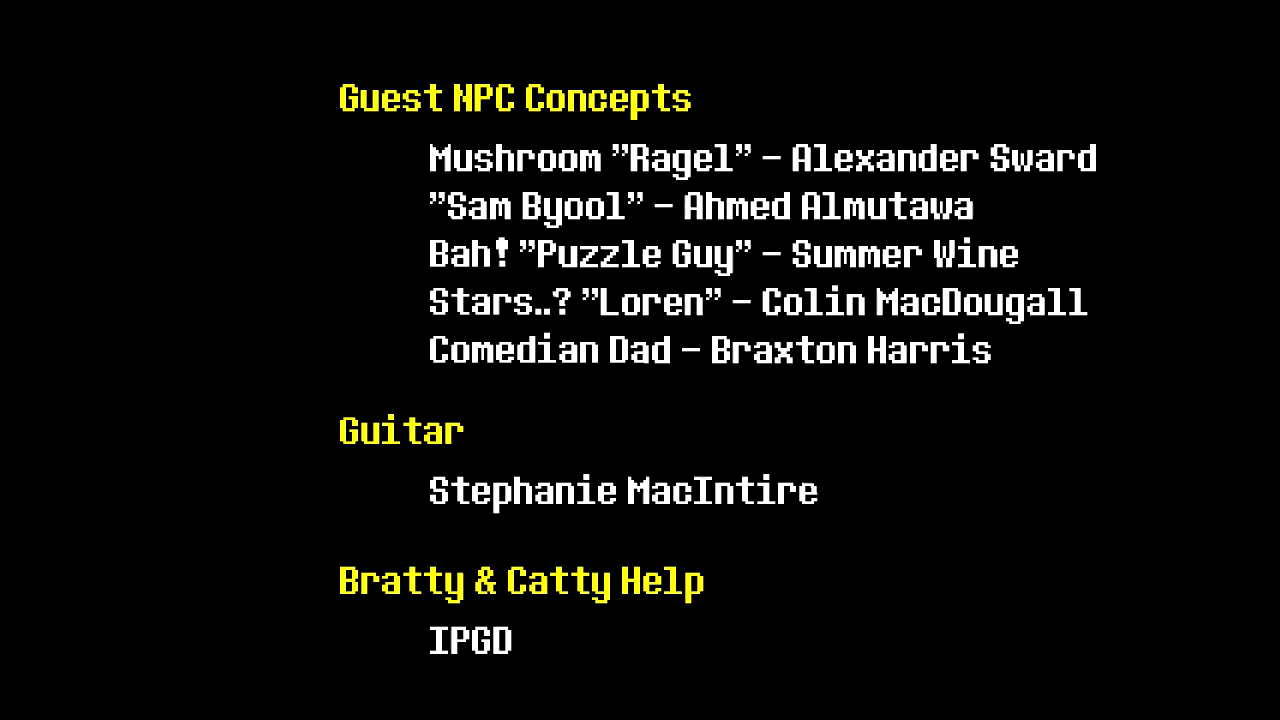 Guest NPC Concepts
Mushroom ”Ragel” – Alexander Sward
”Sam Byool” – Ahmed Almutawa
Bah! ”Puzzle Guy” – Summer Wine
Stars..? ”Loren” – Colin MacDougall
Comedian Dad – Braxton Harris
Guitar
Stephanie MacIntire
Bratty & Catty Help
IPGD